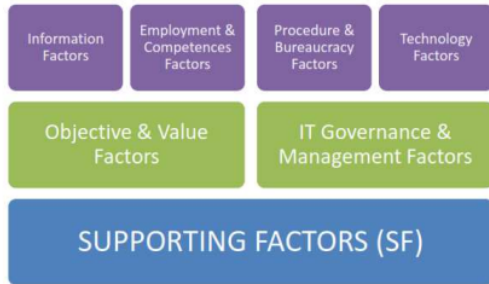 Information
Factors
Employment &
Competences
Factors
Procedure &
Bureaucracy
Factors
Technology
Factors
Objective & Value
Factors
IT Governance &
Management Factors
SUPPORTING FACTORS (SF)